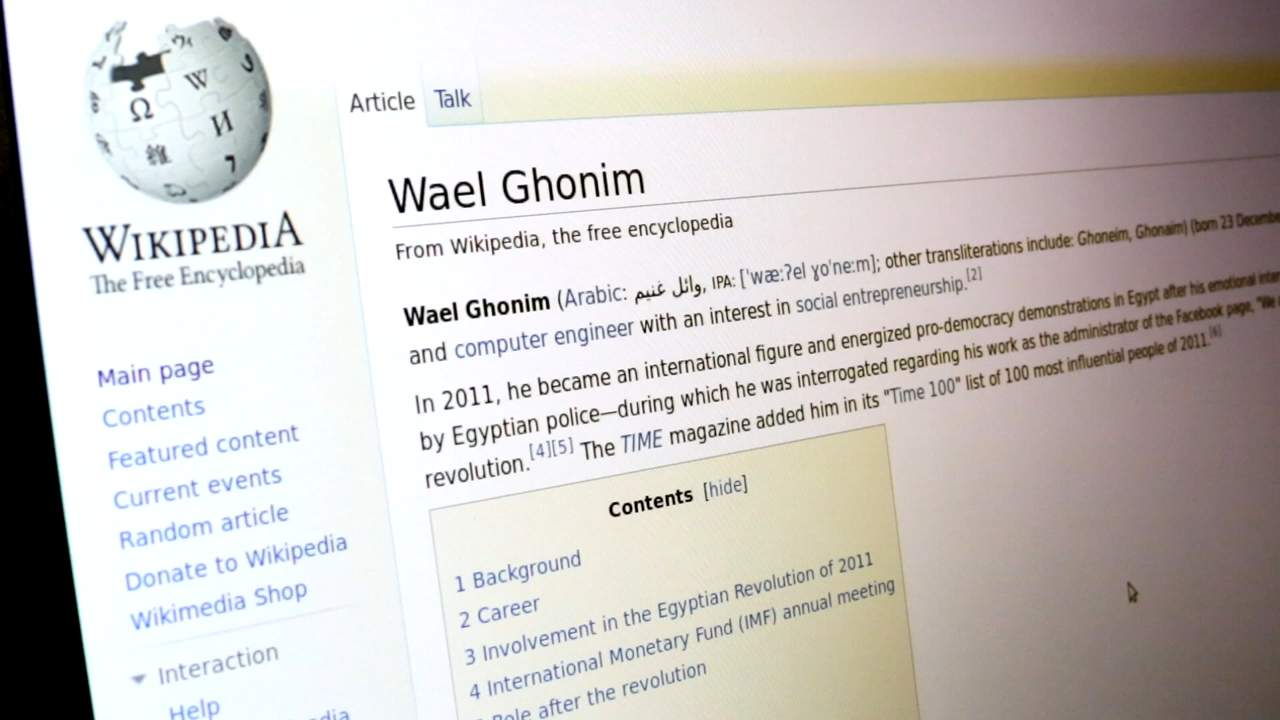 WIKIPEDIA
The Free Encyclopedia
Main page
Contents
Featured content
Current events
Random article
Donate to Wikipedia
Wikimedia Shop
Interaction
Help
Article Talk
Wael Ghonim
From Wikipedia, the free encyclopedia
Wael Ghonim (Arabic: وائل غنيم, IPA: [ˈwæːʔel ɣoˈneːm]; other transliterations include: Ghoneim, Ghonaim) (born 23 December
and computer engineer with an interest in social entrepreneurship.[2]
In 2011, he became an international figure and energized pro-democracy demonstrations in Egypt after his emotional
by Egyptian police—during which he was interrogated regarding his work as the administrator of the Facebook page, "We
revolution.[4][5] The TIME magazine added him in its "Time 100" list of 100 most influential people of 2011.[6]
Contents [hide]
1 Background
2 Career
3 Involvement in the Egyptian Revolution of 2011
4 International Monetary Fund (IMF) annual meeting
Role after the revolution